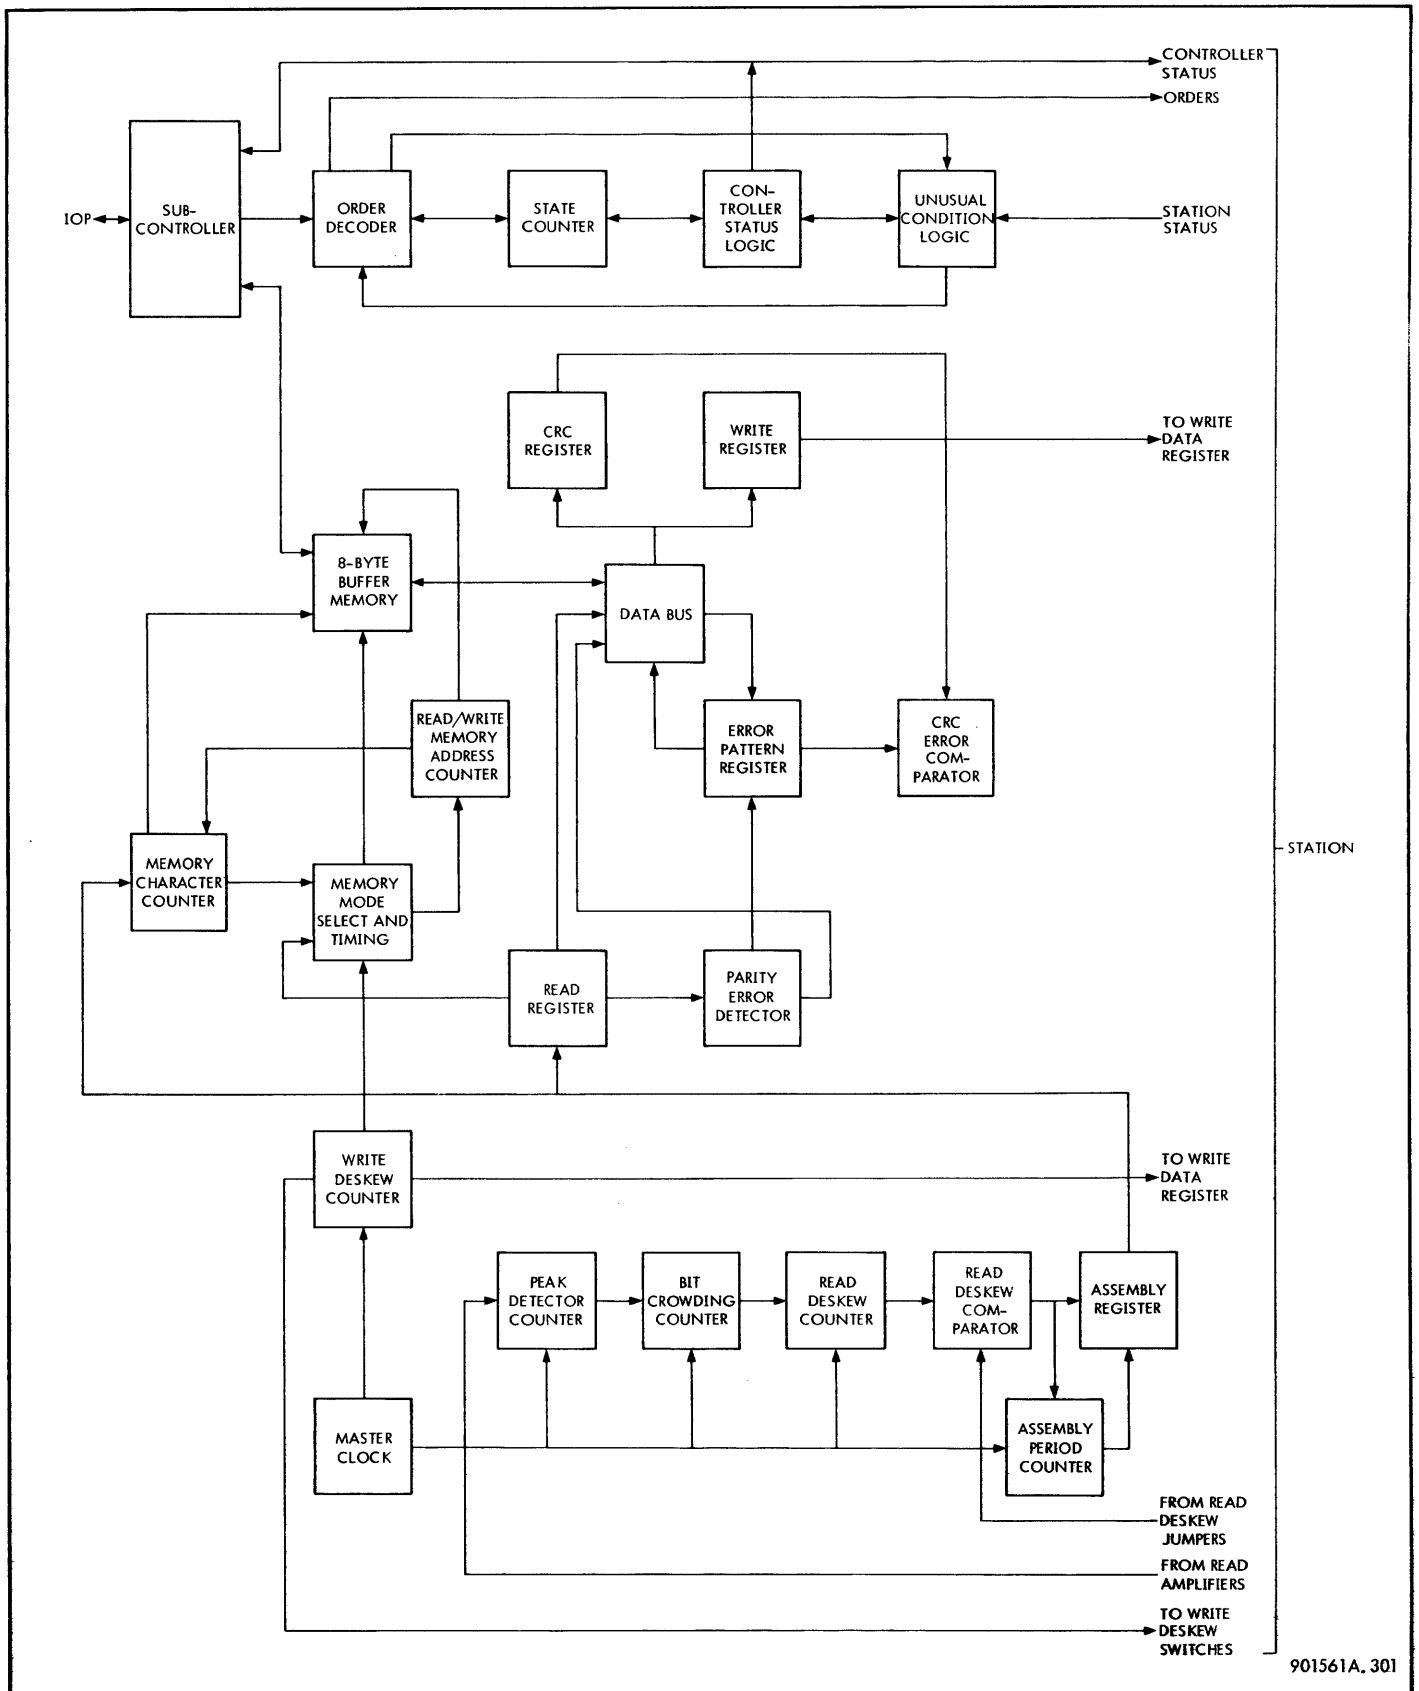 CONTROLLER
STATUS
ORDERS
IOP
SUB-
CONTROLLER
ORDER
DECODER
STATE
COUNTER
CON-
TROLLER
STATUS
LOGIC
UNUSUAL
CONDITION
LOGIC
STATION
STATUS
CRC
REGISTER
WRITE
REGISTER
TO WRITE
DATA
REGISTER
8-BYTE
BUFFER
MEMORY
DATA BUS
READ/WRITE
MEMORY
ADDRESS
COUNTER
ERROR
PATTERN
REGISTER
CRC
ERROR
COM-
PARATOR
MEMORY
CHARACTER
COUNTER
MEMORY
MODE
SELECT AND
TIMING
STATION
READ
REGISTER
PARITY
ERROR
DETECTOR
WRITE
DESKEW
COUNTER
TO WRITE
DATA
REGISTER
PEAK
DETECTOR
COUNTER
BIT
CROWDING
COUNTER
READ
DESKEW
COUNTER
READ
DESKEW
COM-
PARATOR
ASSEMBLY
REGISTER
MASTER
CLOCK
ASSEMBLY
PERIOD
COUNTER
FROM READ
DESKEW
JUMPERS
FROM READ
AMPLIFIERS
TO WRITE
DESKEW
SWITCHES
901561A. 301